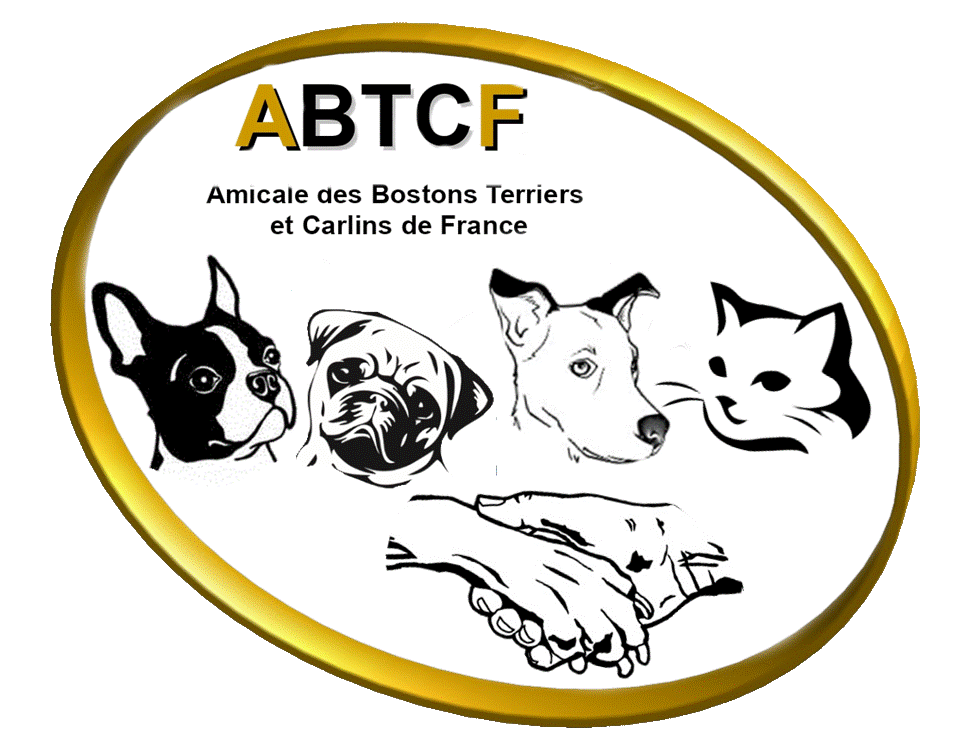 ABTCF
Amicale des Bostons Terriers
et Carlins de France